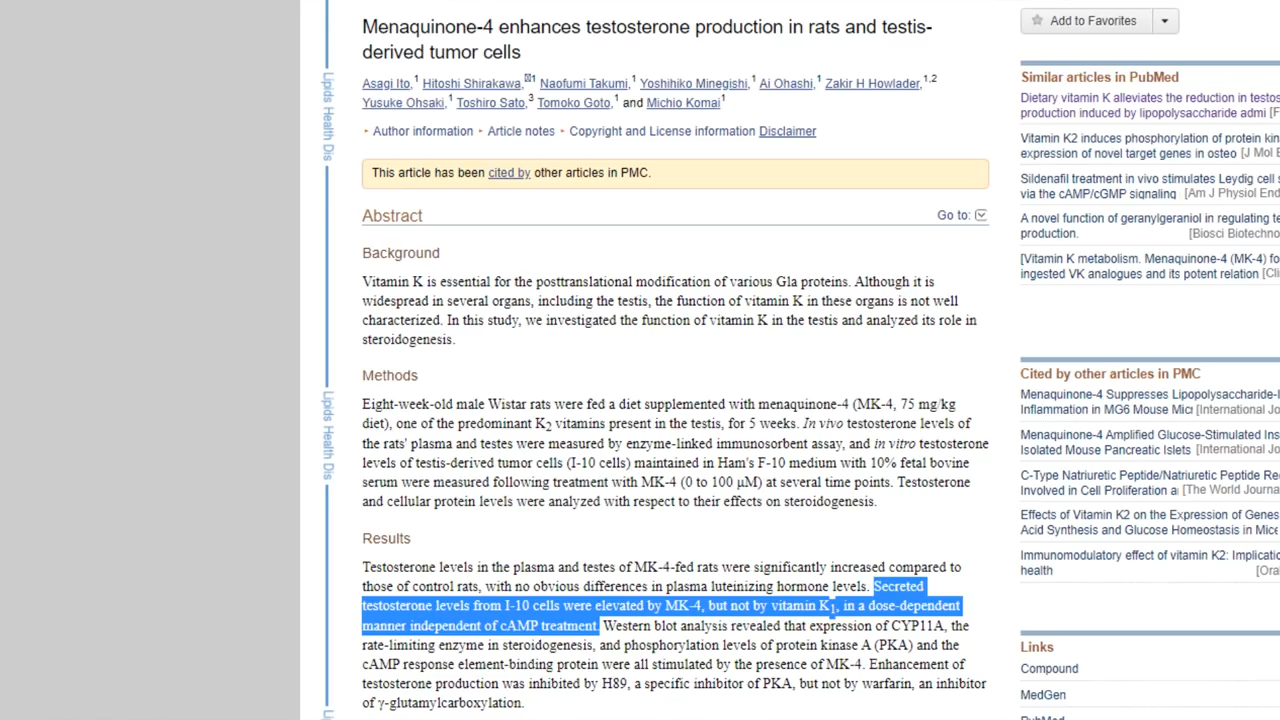 Menaquinone-4 enhances testosterone production in rats and testis-
derived tumor cells
Asagi Ito,1 Hitoshi Shirakawa,1 Naofumi Takumi,1 Yoshihiko Minegishi,1 Ai Ohashi,1 Zakir H Howlader,1,2
Yusuke Ohsaki,1 Toshiro Sato,3 Tomoko Goto,1 and Michio Komai1
Author information Article notes Copyright and License information Disclaimer
This article has been cited by other articles in PMC.
Abstract
Go to:
Background
Vitamin K is essential for the posttranslational modification of various Gla proteins. Although it is
widespread in several organs, including the testis, the function of vitamin K in these organs is not well
characterized. In this study, we investigated the function of vitamin K in the testis and analyzed its role in
steroidogenesis.
Methods
Eight-week-old male Wistar rats were fed a diet supplemented with menaquinone-4 (MK-4, 75 mg/kg
diet), one of the predominant K2 vitamins present in the testis, for 5 weeks. In vivo testosterone levels of
the rats' plasma and testes were measured by enzyme-linked immunosorbent assay, and in vitro testosterone
levels of testis-derived tumor cells (I-10 cells) maintained in Ham's F-10 medium with 10% fetal bovine
serum were measured following treatment with MK-4 (0 to 100 μM) at several time points. Testosterone
and cellular protein levels were analyzed with respect to their effects on steroidogenesis.
Results
Testosterone levels in the plasma and testes of MK-4-fed rats were significantly increased compared to
those of control rats, with no obvious differences in plasma luteinizing hormone levels. Secreted
testosterone levels from I-10 cells were elevated by MK-4, but not by vitamin K1, in a dose-dependent
manner independent of cAMP treatment. Western blot analysis revealed that expression of CYP11A, the
rate-limiting enzyme in steroidogenesis, and phosphorylation levels of protein kinase A (PKA) and the
cAMP response element-binding protein were all stimulated by the presence of MK-4. Enhancement of
testosterone production was inhibited by H89, a specific inhibitor of PKA, but not by warfarin, an inhibitor
of γ-glutamylcarboxylation.
Lipids Health Dis
Lipids Health Dis
Li
Add to Favorites
Similar articles in PubMed
Dietary vitamin K alleviates the reduction in testos
production induced by lipopolysaccharide admi [F
Vitamin K2 induces phosphorylation of protein kin
expression of novel target genes in osteo [J Mol E
Sildenafil treatment in vivo stimulates Leydig cell s
via the cAMP/cGMP signaling [Am J Physiol End
A novel function of geranylgeraniol in regulating te
production. [Biosci Biotechno
[Vitamin K metabolism. Menaquinone-4 (MK-4) fo
ingested VK analogues and its potent relation [Cli
Cited by other articles in PMC
Menaquinone-4 Suppresses Lipopolysaccharide-I
Inflammation in MG6 Mouse Mic [International Jo
Menaquinone-4 Amplified Glucose-Stimulated Ins
Isolated Mouse Pancreatic Islets [International Jo
C-Type Natriuretic Peptide/Natriuretic Peptide Re
Involved in Cell Proliferation a [The World Journa
Effects of Vitamin K2 on the Expression of Genes
Acid Synthesis and Glucose Homeostasis in Mice
Immunomodulatory effect of vitamin K2: Implicatio
health [Ora
Links
Compound
MedGen